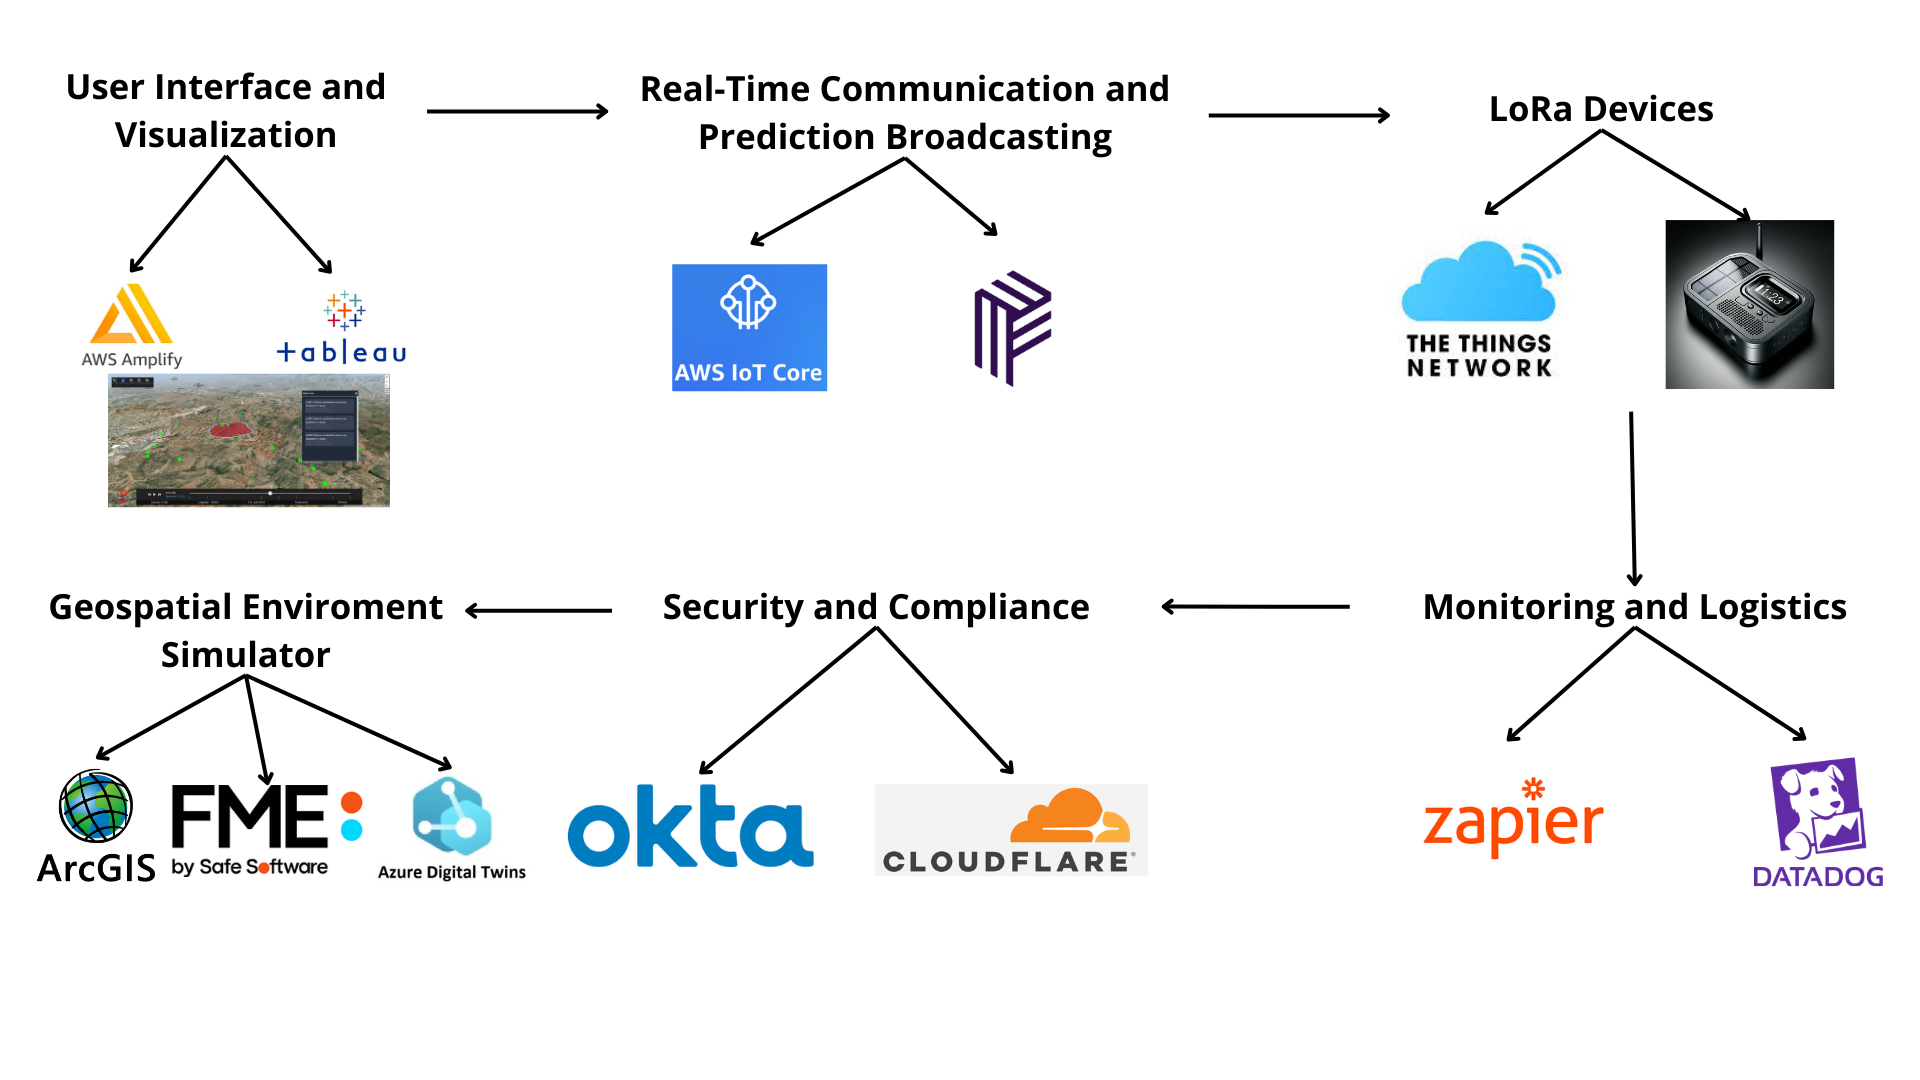 User Interface and
Visualization
Real-Time Communication and
Prediction Broadcasting
LoRa Devices
AWS Amplify
+ableau
AWS IoT Core
THE THINGS
NETWORK
11:23
Geospatial Enviroment
Simulator
Security and Compliance
Monitoring and Logistics
ArcGIS
FME
by Safe Software
Azure Digital Twins
okta
CLOUDFLARE
zapier
DATADOG